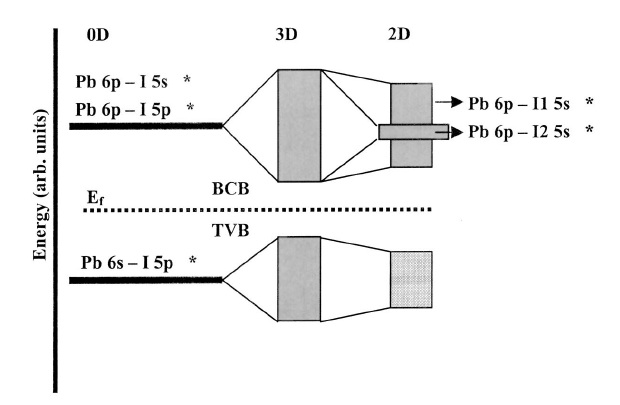 0D 3D 2D
Pb 6p – I 5s *
Pb 6p – I 5p *
Pb 6p – I1 5s *
Pb 6p – I2 5s *
BCB
E_f
TVB
Pb 6s – I 5p *
Energy (arb. units)